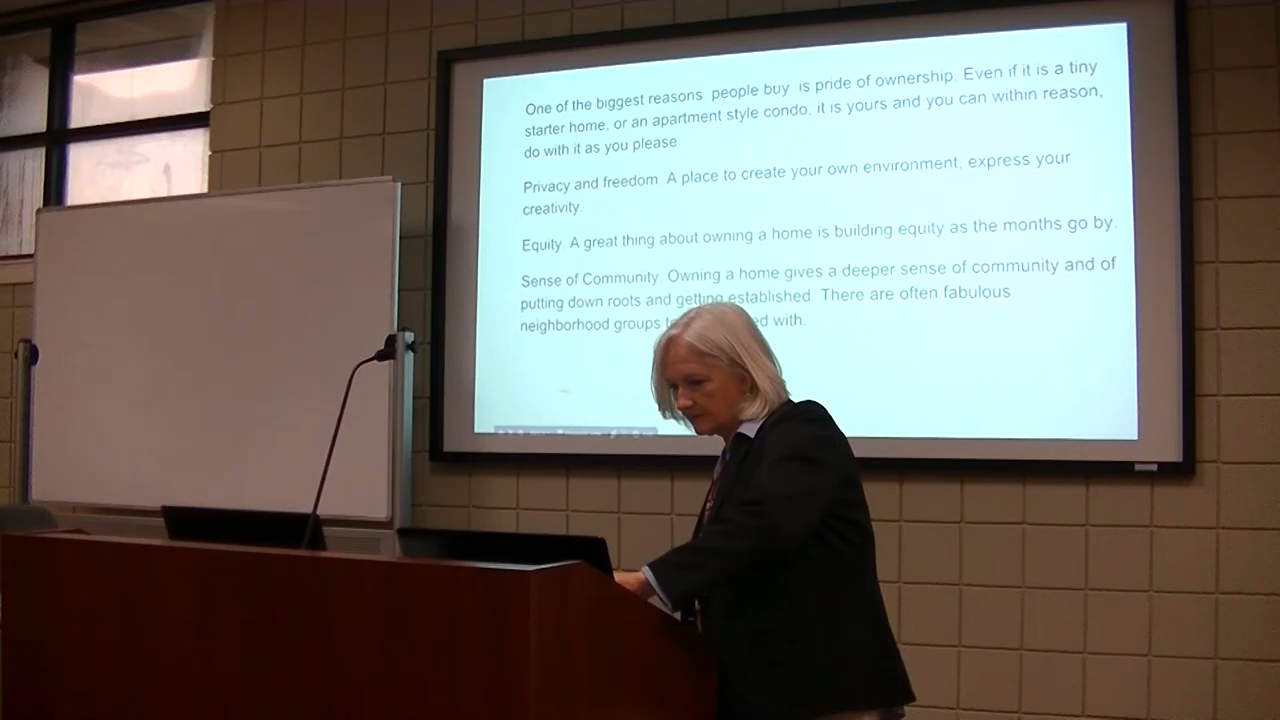 One of the biggest reasons people buy is pride of ownership. Even if it is a tiny
starter home, or an apartment style condo, it is yours and you can within reason,
do with it as you please
Privacy and freedom A place to create your own environment, express your
creativity.
Equity A great thing about owning a home is building equity as the months go by.
Sense of Community. Owning a home gives a deeper sense of community and of
putting down roots and getting established. There are often fabulous
neighborhood groups with.